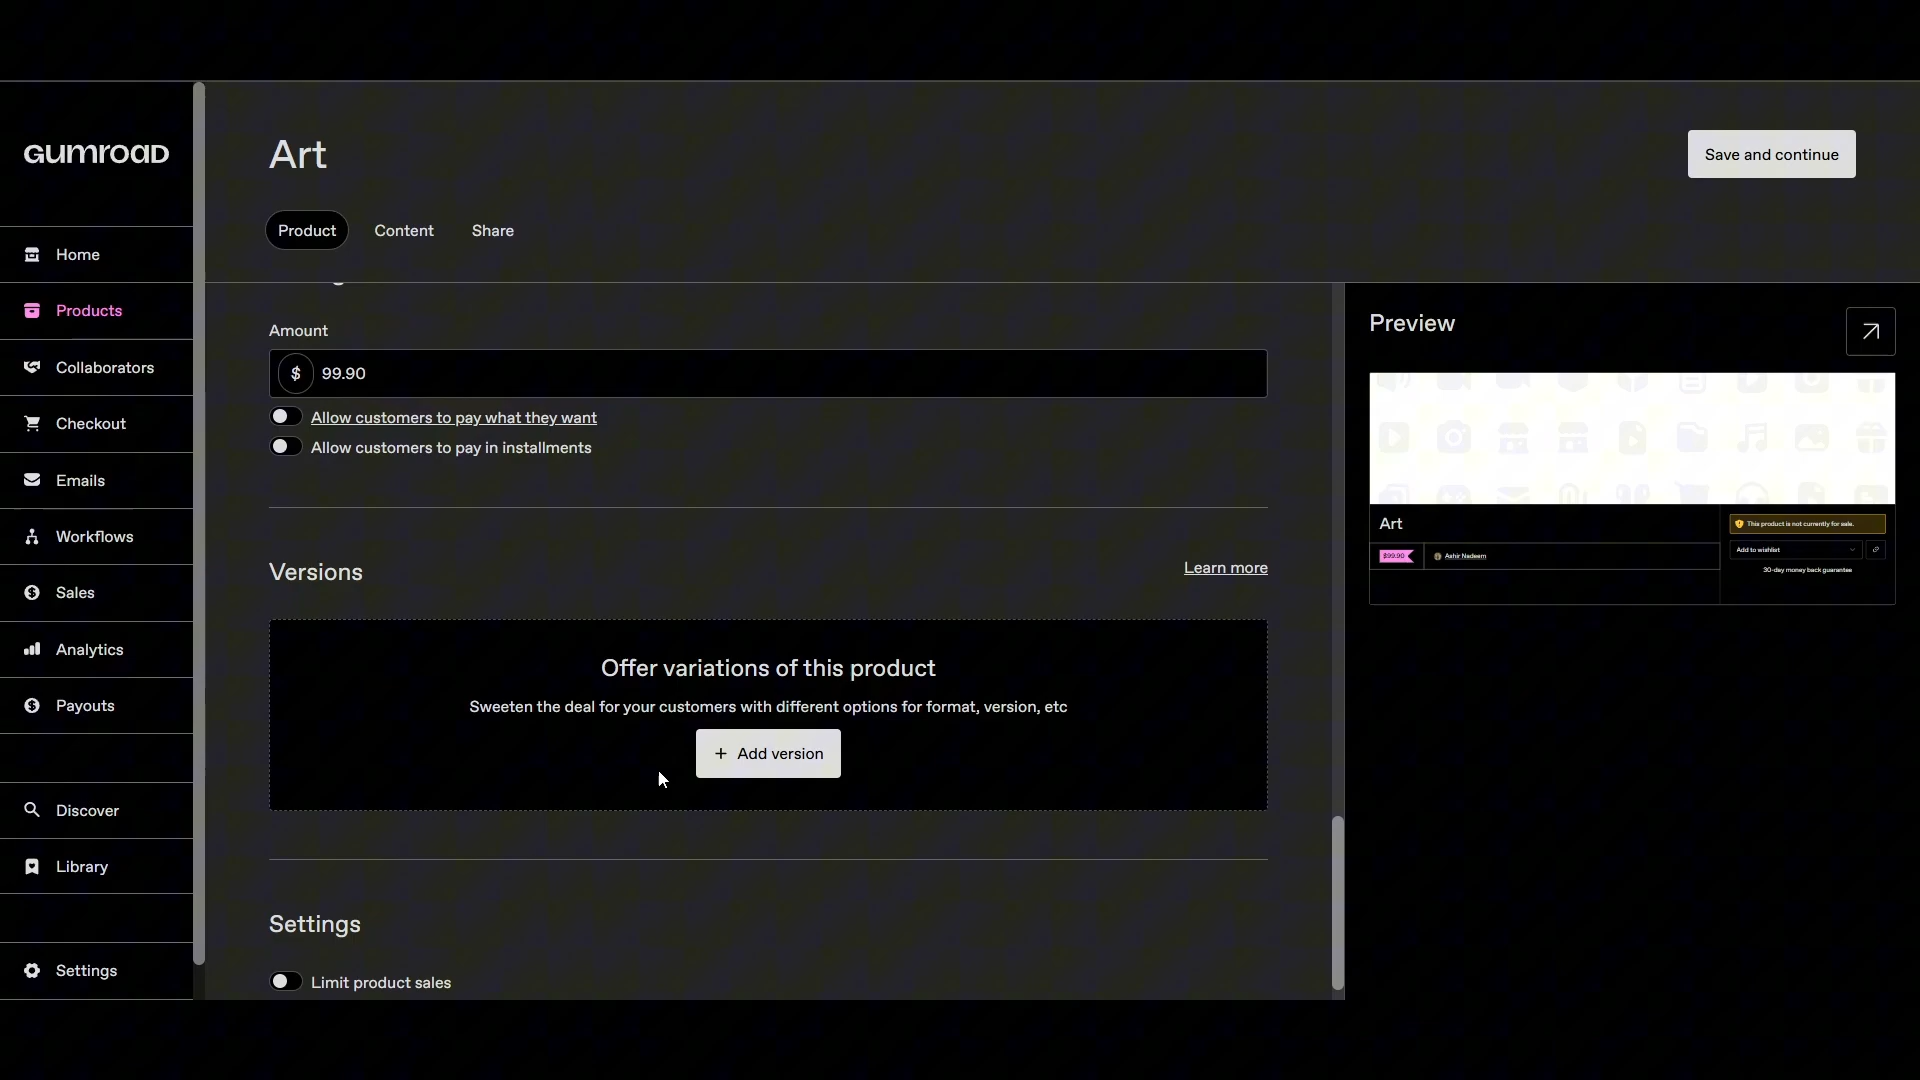 GUMROAD
Home
Products
Collaborators
Checkout
Emails
Workflows
Sales
Analytics
Payouts
Discover
Library
Settings
Art
Save and continue
Product
Content
Share
Amount
$ 99.90
Allow customers to pay what they want
Allow customers to pay in installments
Versions
Learn more
Offer variations of this product
Sweeten the deal for your customers with different options for format, version, etc
+ Add version
Settings
Limit product sales
Preview
Art
$99.90
Ashir Nadeem
This product is not currently for sale.
Add to wishlist
30-day money back guarantee